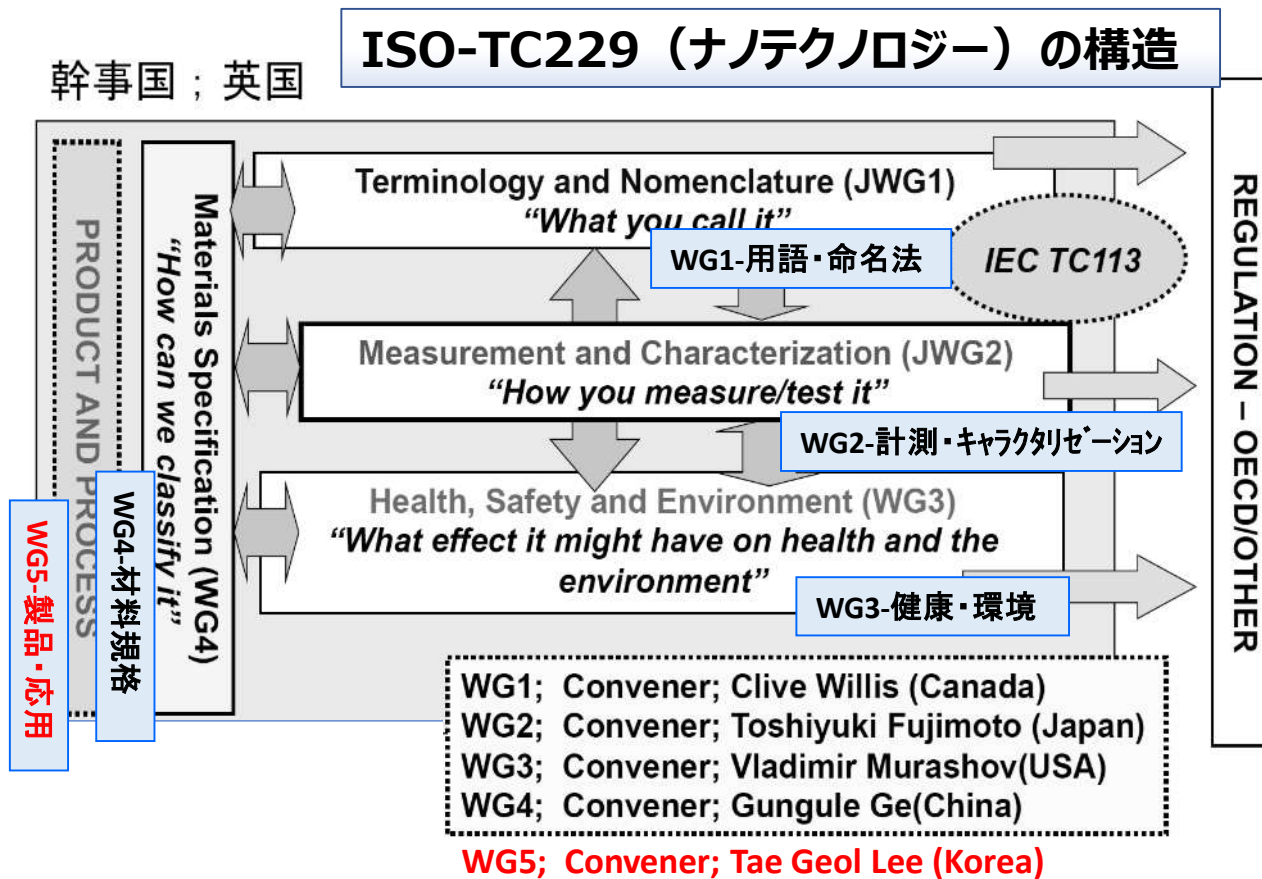 ISO-TC229（ナノテクノロジー）の構造
幹事国；英国
Terminology and Nomenclature (JWG1)
“What you call it”
WG1-用語・命名法
IEC TC113
Measurement and Characterization (JWG2)
“How you measure/test it”
WG2-計測・キャラクタリゼーション
Health, Safety and Environment (WG3)
“What effect it might have on health and the
environment”
WG3-健康・環境
PRODUCT AND PROCESS
Materials Specification (WG4)
“How can we classify it”
WG4-材料規格
WG5-製品・応用
REGULATION – OECD/OTHER
WG1; Convener; Clive Willis (Canada)
WG2; Convener; Toshiyuki Fujimoto (Japan)
WG3; Convener; Vladimir Murashov(USA)
WG4; Convener; Gungule Ge(China)
WG5; Convener; Tae Geol Lee (Korea)